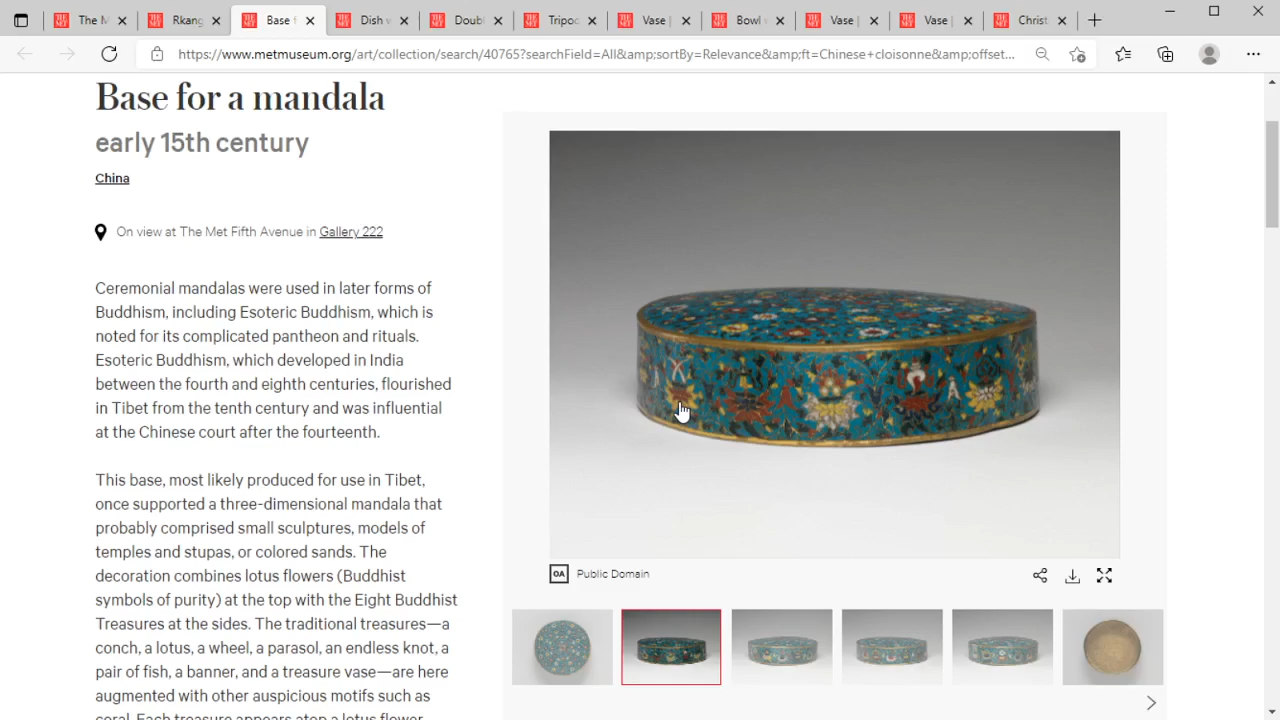 The M
Rkang
Base f
Dish w
Doubl
Tripod
Vase |
Bowl w
Vase |
Vase |
Christ
https://www.metmuseum.org/art/collection/search/40765?searchField=All&amp;sortBy=Relevance&amp;ft=Chinese+cloisonne&amp;offset...
Base for a mandala
early 15th century
China
On view at The Met Fifth Avenue in Gallery 222
Ceremonial mandalas were used in later forms of
Buddhism, including Esoteric Buddhism, which is
noted for its complicated pantheon and rituals.
Esoteric Buddhism, which developed in India
between the fourth and eighth centuries, flourished
in Tibet from the tenth century and was influential
at the Chinese court after the fourteenth.
This base, most likely produced for use in Tibet,
once supported a three-dimensional mandala that
probably comprised small sculptures, models of
temples and stupas, or colored sands. The
decoration combines lotus flowers (Buddhist
symbols of purity) at the top with the Eight Buddhist
Treasures at the sides. The traditional treasures—a
conch, a lotus, a wheel, a parasol, an endless knot, a
pair of fish, a banner, and a treasure vase—are here
augmented with other auspicious motifs such as
coral. Each treasure appears atop a lotus flower
OA Public Domain